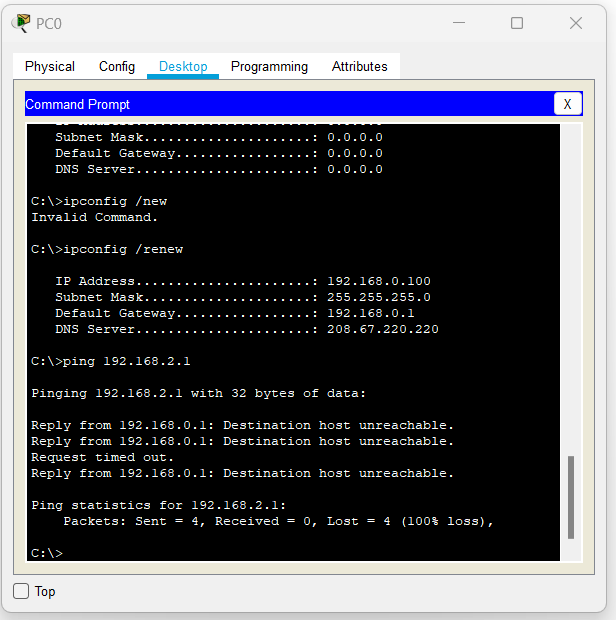 PC0
Physical Config Desktop Programming Attributes
Command Prompt X
Subnet Mask.....................: 0.0.0.0
Default Gateway.................: 0.0.0.0
DNS Server......................: 0.0.0.0
C:\>ipconfig /new
Invalid Command.
C:\>ipconfig /renew
IP Address......................: 192.168.0.100
Subnet Mask.....................: 255.255.255.0
Default Gateway.................: 192.168.0.1
DNS Server......................: 208.67.220.220
C:\>ping 192.168.2.1
Pinging 192.168.2.1 with 32 bytes of data:
Reply from 192.168.0.1: Destination host unreachable.
Reply from 192.168.0.1: Destination host unreachable.
Request timed out.
Reply from 192.168.0.1: Destination host unreachable.
Ping statistics for 192.168.2.1:
Packets: Sent = 4, Received = 0, Lost = 4 (100% loss),
C:\>
Top